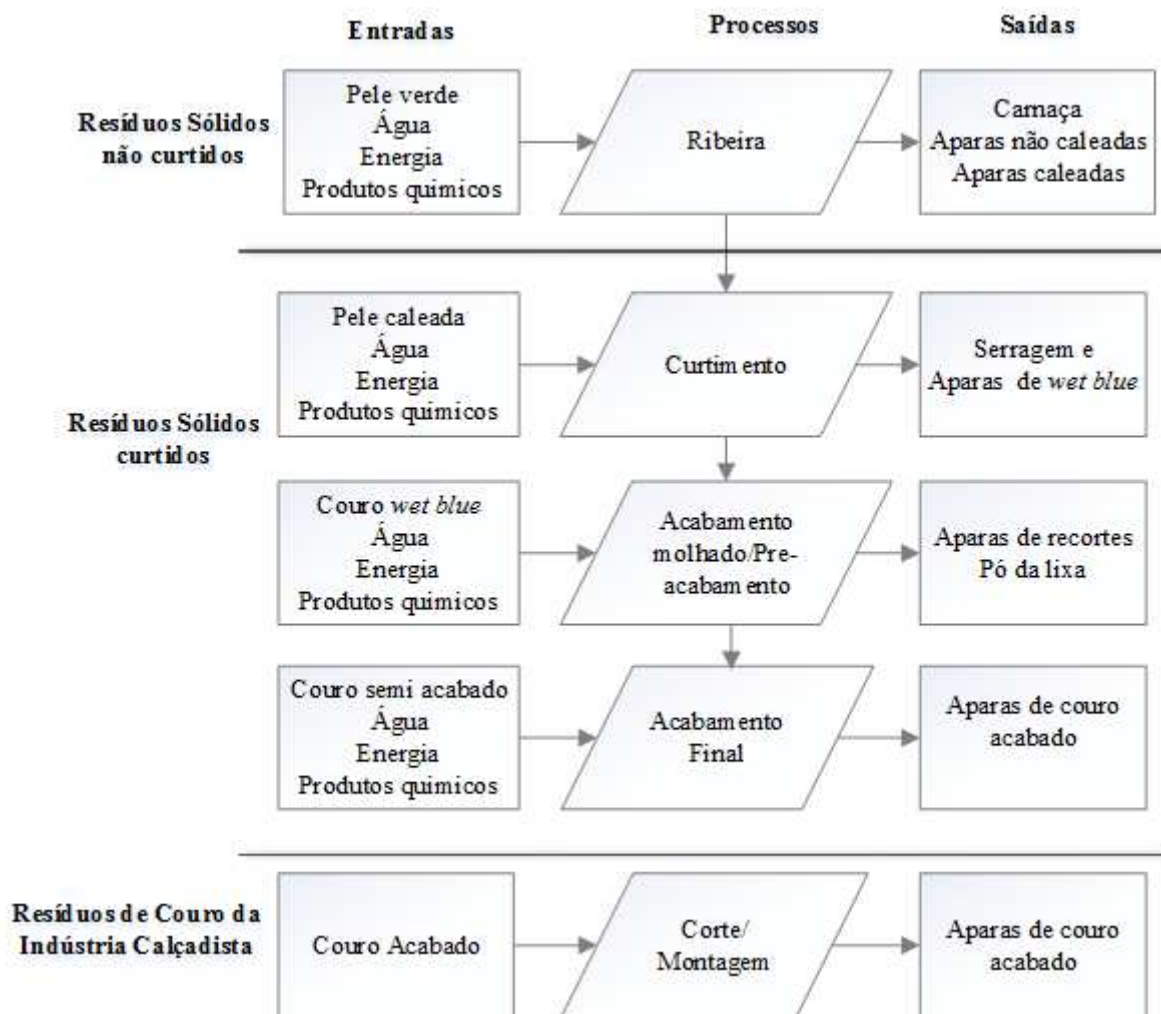 Entradas
Processos
Saídas
Resíduos Sólidos
não curtidos
Pele verde
Água
Energia
Produtos químicos
Ribeira
Carnaça
Aparas não caleadas
Aparas caleadas
Resíduos Sólidos
curtidos
Pele caleada
Água
Energia
Produtos químicos
Curtimento
Serragem e
Aparas de wet blue
Couro wet blue
Água
Energia
Produtos químicos
Acabamento
molhado/Pre-
acabamento
Aparas de recortes
Pó da lixa
Couro semi acabado
Água
Energia
Produtos químicos
Acabamento
Final
Aparas de couro
acabado
Resíduos de Couro da
Indústria Calçadista
Couro Acabado
Corte/
Montagem
Aparas de couro
acabado